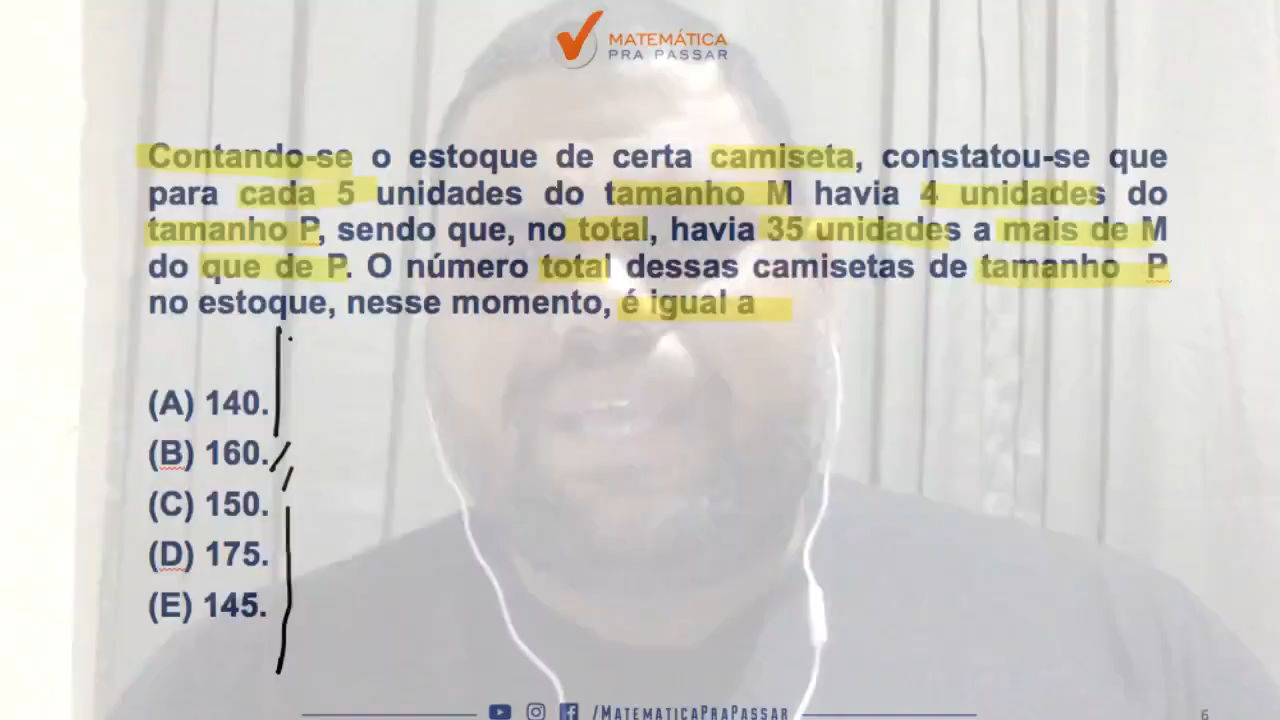 MATEMÁTICA
PRA PASSAR
Contando-se o estoque de certa camiseta, constatou-se que
para cada 5 unidades do tamanho M havia 4 unidades do
tamanho P, sendo que, no total, havia 35 unidades a mais de M
do que de P. O número total dessas camisetas de tamanho P
no estoque, nesse momento, é igual a
(A) 140.
(B) 160.
(C) 150.
(D) 175.
(E) 145.
/MATEMATICAPRAPASSAR
6